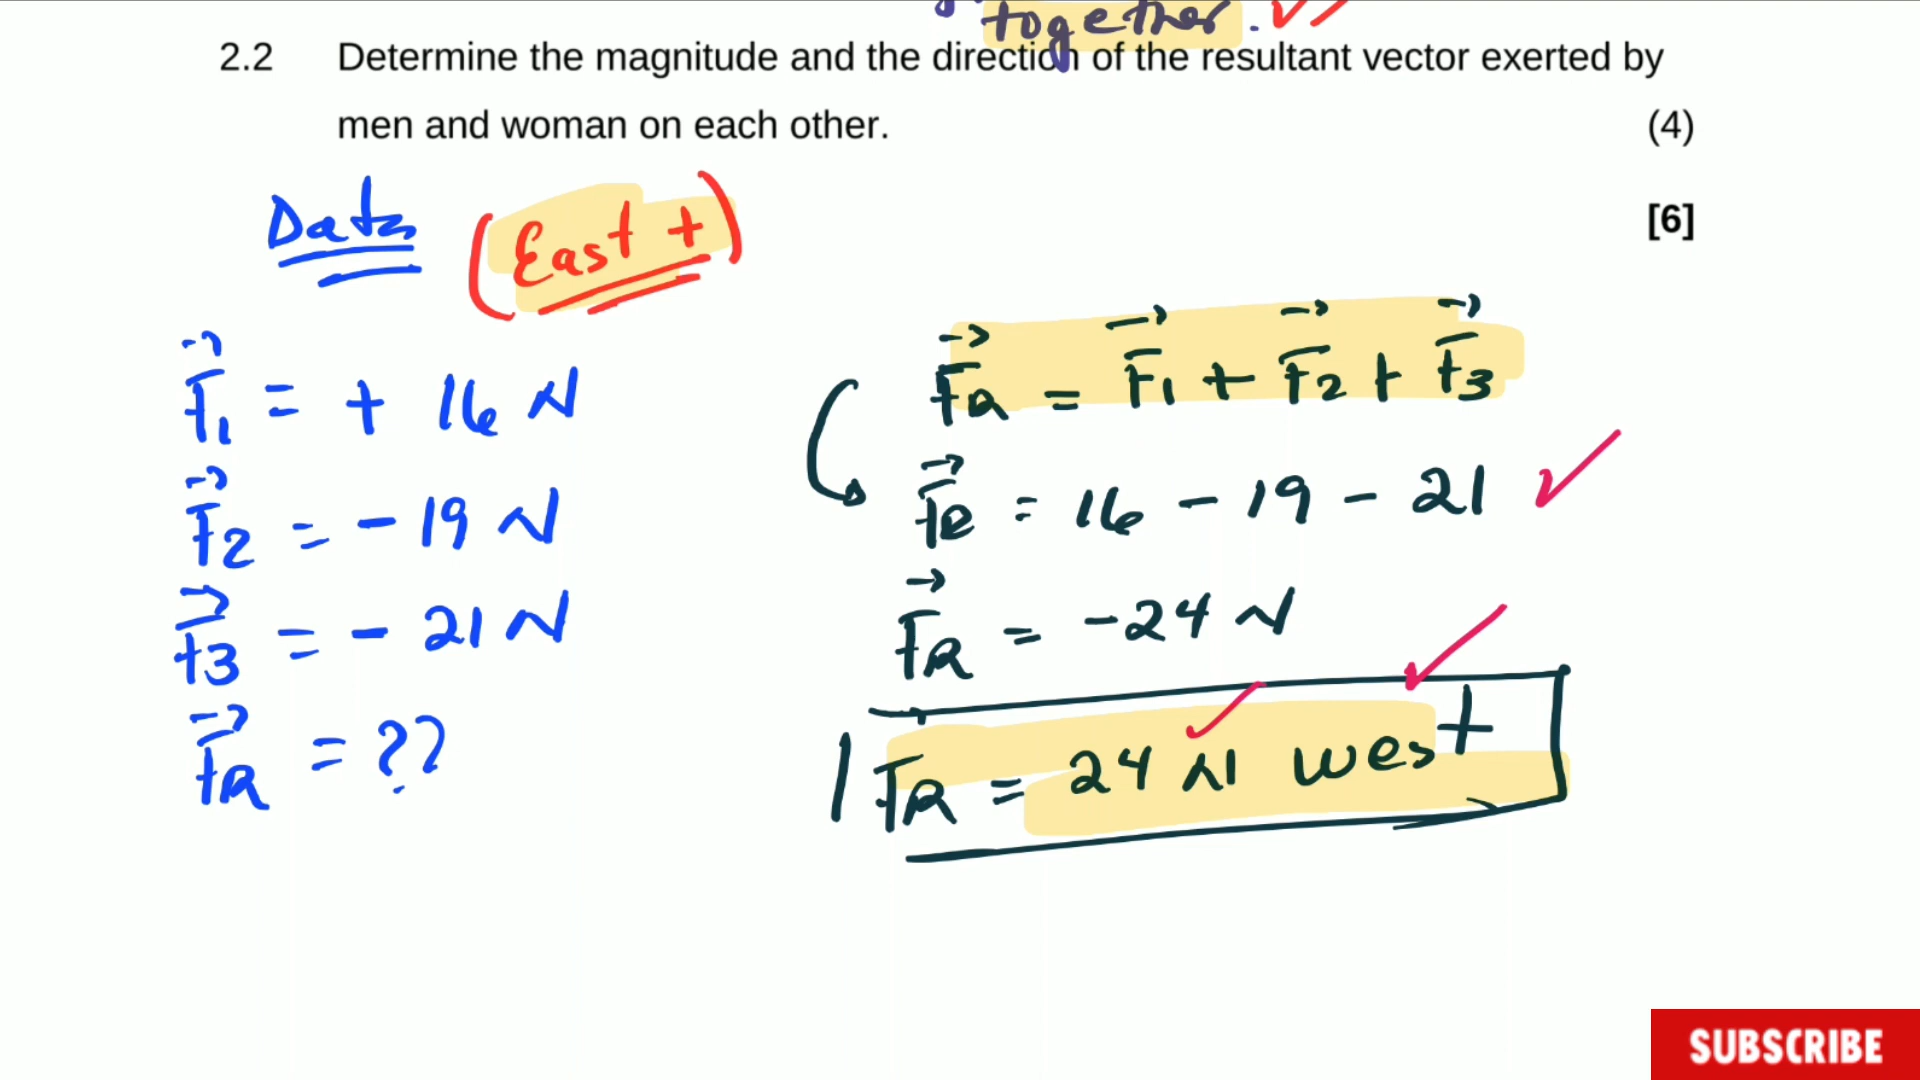 together.
2.2 Determine the magnitude and the direction of the resultant vector exerted by
men and woman on each other. (4)
[6]
Data (East +)
F1 = + 16 N
F2 = - 19 N
F3 = - 21 N
FR = ??
FR = F1 + F2 + F3
FR = 16 - 19 - 21
FR = -24 N
FR = 24 N west
SUBSCRIBE